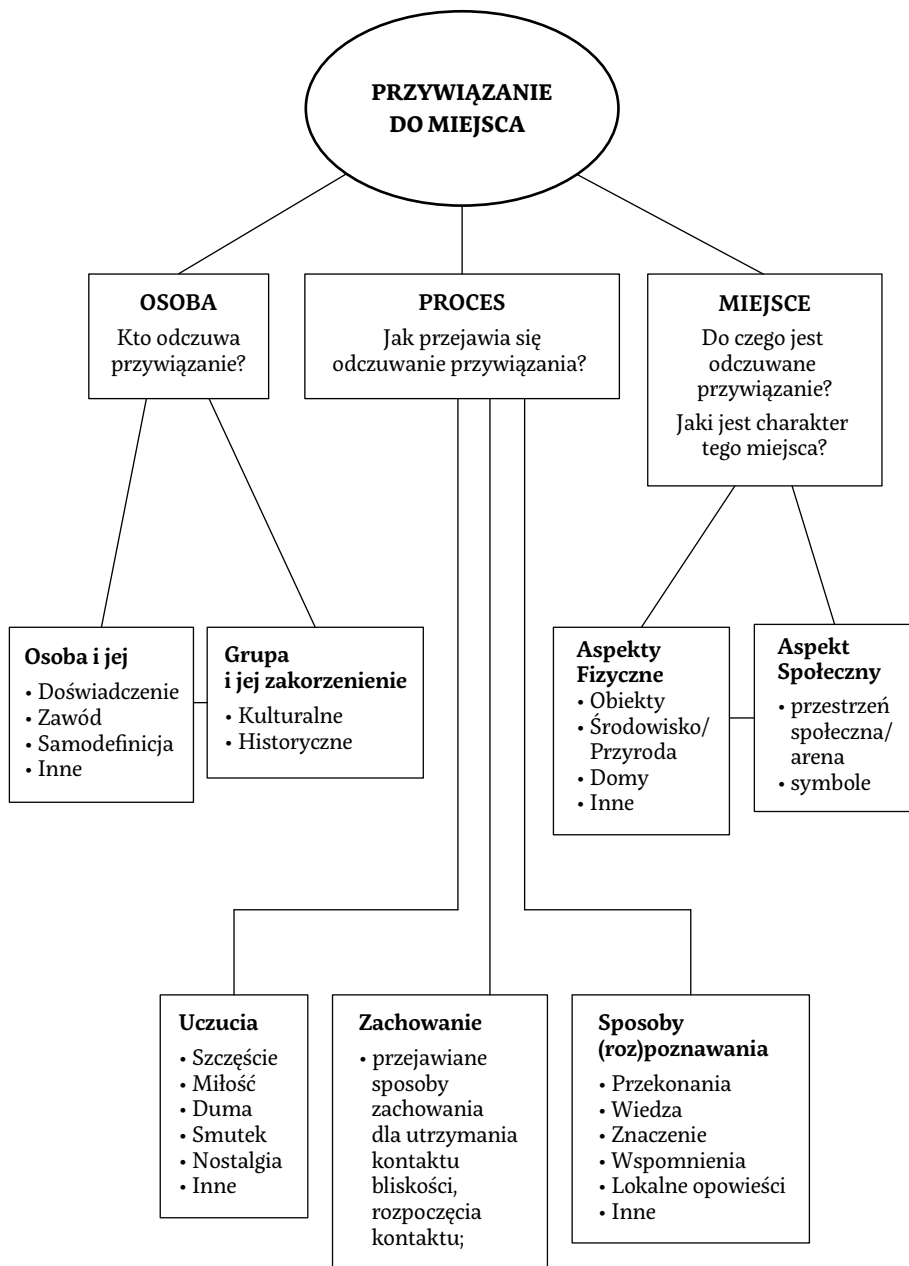 PRZYWIĄZANIE
DO MIEJSCA
OSOBA
Kto odczuwa
przywiązanie?
PROCES
Jak przejawia się
odczuwanie przywiązania?
MIEJSCE
Do czego jest
odczuwane
przywiązanie?
Jaki jest charakter
tego miejsca?
Osoba i jej
• Doświadczenie
• Zawód
• Samodefinicja
• Inne
Grupa
i jej zakorzenienie
• Kulturalne
• Historyczne
Aspekty
Fizyczne
• Obiekty
• Środowisko/
Przyroda
• Domy
• Inne
Aspekt
Społeczny
• przestrzeń
społeczna/
arena
• symbole
Uczucia
• Szczęście
• Miłość
• Duma
• Smutek
• Nostalgia
• Inne
Zachowanie
• przejawiane
sposoby
zachowania
dla utrzymania
kontaktu
bliskości,
rozpoczęcia
kontaktu;
Sposoby
(roz)poznawania
• Przekonania
• Wiedza
• Znaczenie
• Wspomnienia
• Lokalne opowieści
• Inne